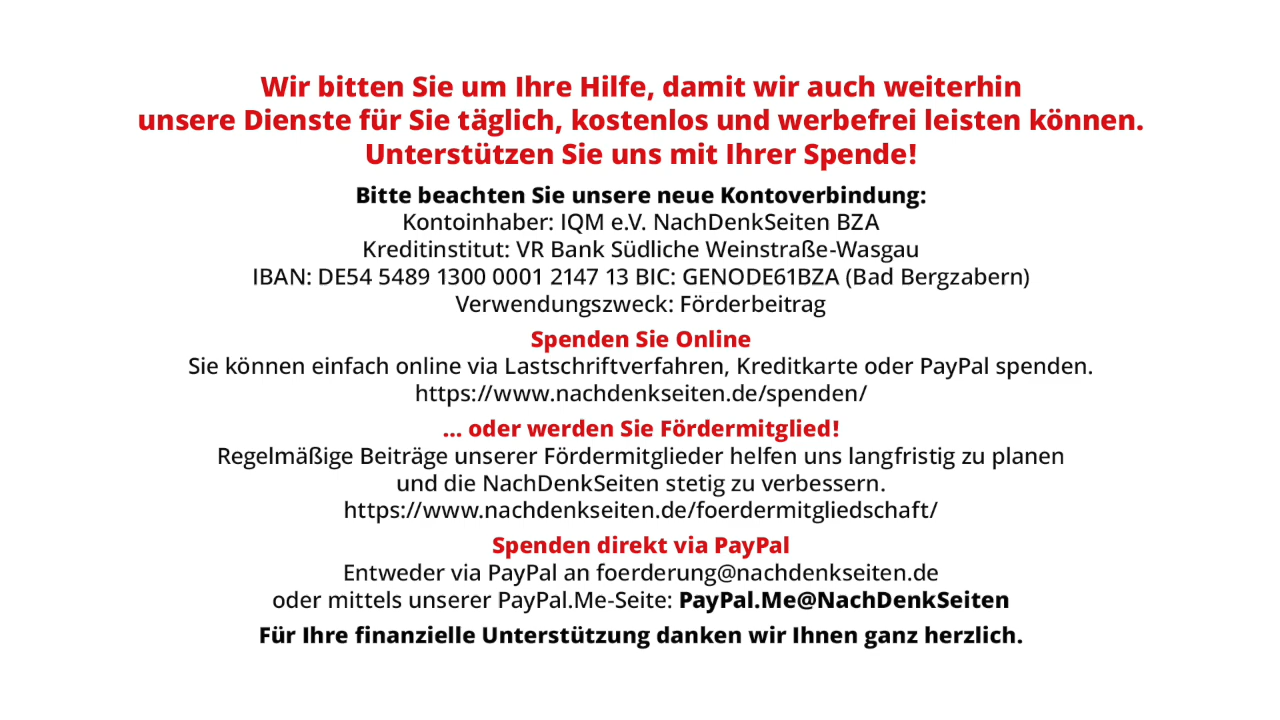 Wir bitten Sie um Ihre Hilfe, damit wir auch weiterhin
unsere Dienste für Sie täglich, kostenlos und werbefrei leisten können.
Unterstützen Sie uns mit Ihrer Spende!
Bitte beachten Sie unsere neue Kontoverbindung:
Kontoinhaber: IQM e.V. NachDenkSeiten BZA
Kreditinstitut: VR Bank Südliche Weinstraße-Wasgau
IBAN: DE54 5489 1300 0001 2147 13 BIC: GENODE61BZA (Bad Bergzabern)
Verwendungszweck: Förderbeitrag
Spenden Sie Online
Sie können einfach online via Lastschriftverfahren, Kreditkarte oder PayPal spenden.
https://www.nachdenkseiten.de/spenden/
... oder werden Sie Fördermitglied!
Regelmäßige Beiträge unserer Fördermitglieder helfen uns langfristig zu planen
und die NachDenkSeiten stetig zu verbessern.
https://www.nachdenkseiten.de/foerdermitgliedschaft/
Spenden direkt via PayPal
Entweder via PayPal an foerderung@nachdenkseiten.de
oder mittels unserer PayPal.Me-Seite: PayPal.Me@NachDenkSeiten
Für Ihre finanzielle Unterstützung danken wir Ihnen ganz herzlich.